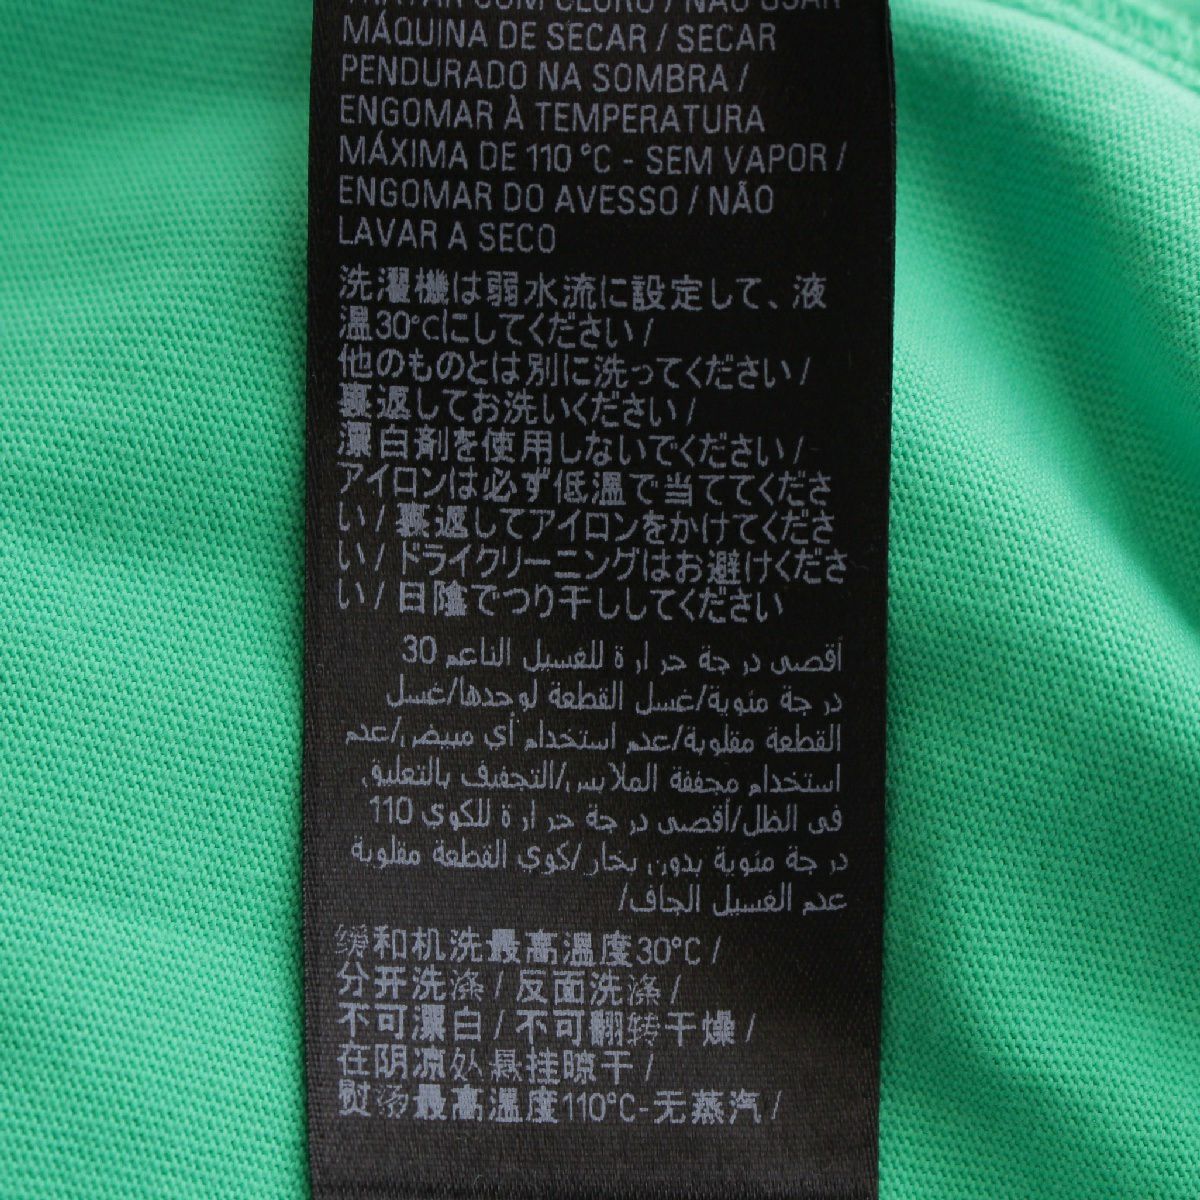 TRATAR COM CLORO / NÃO USAR
MÁQUINA DE SECAR / SECAR
PENDURADO NA SOMBRA /
ENGOMAR À TEMPERATURA
MÁXIMA DE 110 °C - SEM VAPOR /
ENGOMAR DO AVESSO / NÃO
LAVAR A SECO
洗濯機は弱水流に設定して、液
温30℃にしてください /
他のものとは別に洗ってください /
裏返してお洗いください /
漂白剤を使用しないでください /
アイロンは必ず低温で当ててくださ
い / 裏返してアイロンをかけてくださ
い / ドライクリーニングはお避けくださ
い / 日陰でつり干ししてください
أقصى درجة حرارة للغسيل الناعم 30
درجة مئوية/غسل القطعة لوحدها/غسل
القطعة مقلوبة/عدم استخدام أي مبيض/عدم
استخدام مجففة الملابس/التجفيف بالتعليق
في الظل/أقصى درجة حرارة للكوي 110
درجة مئوية بدون بخار/كوي القطعة مقلوبة
عدم الغسيل الجاف/
缓和机洗最高温度30℃ /
分开洗涤 / 反面洗涤 /
不可漂白 / 不可翻转干燥 /
在阴凉处悬挂晾干 /
熨烫最高温度110℃-无蒸汽 /